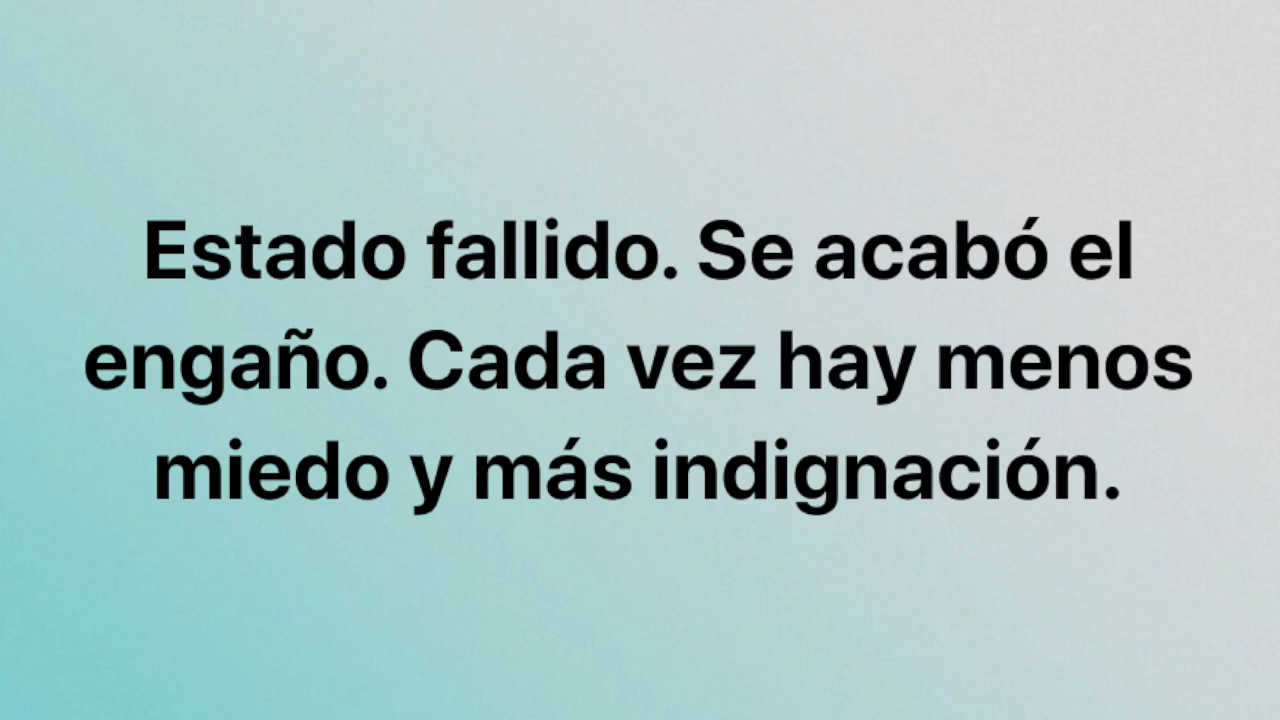 Estado fallido. Se acabó el
engaño. Cada vez hay menos
miedo y más indignación.